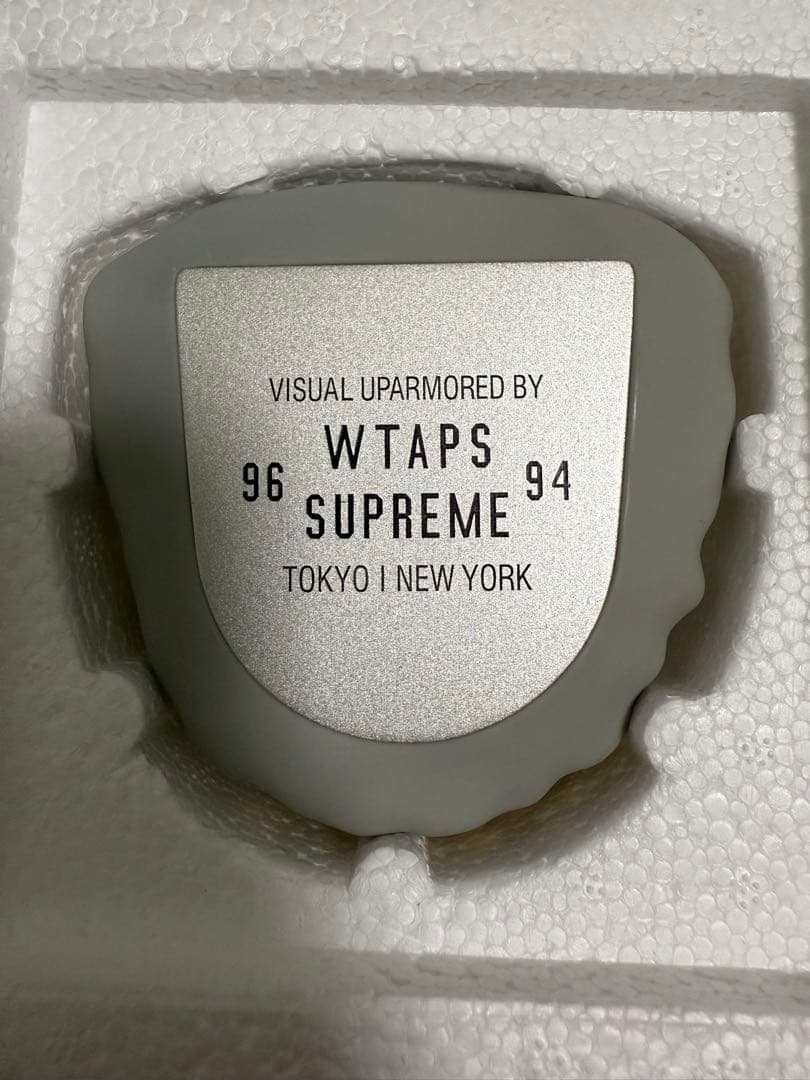 VISUAL UPARMORED BY
WTAPS
96 94
SUPREME
TOKYO | NEW YORK